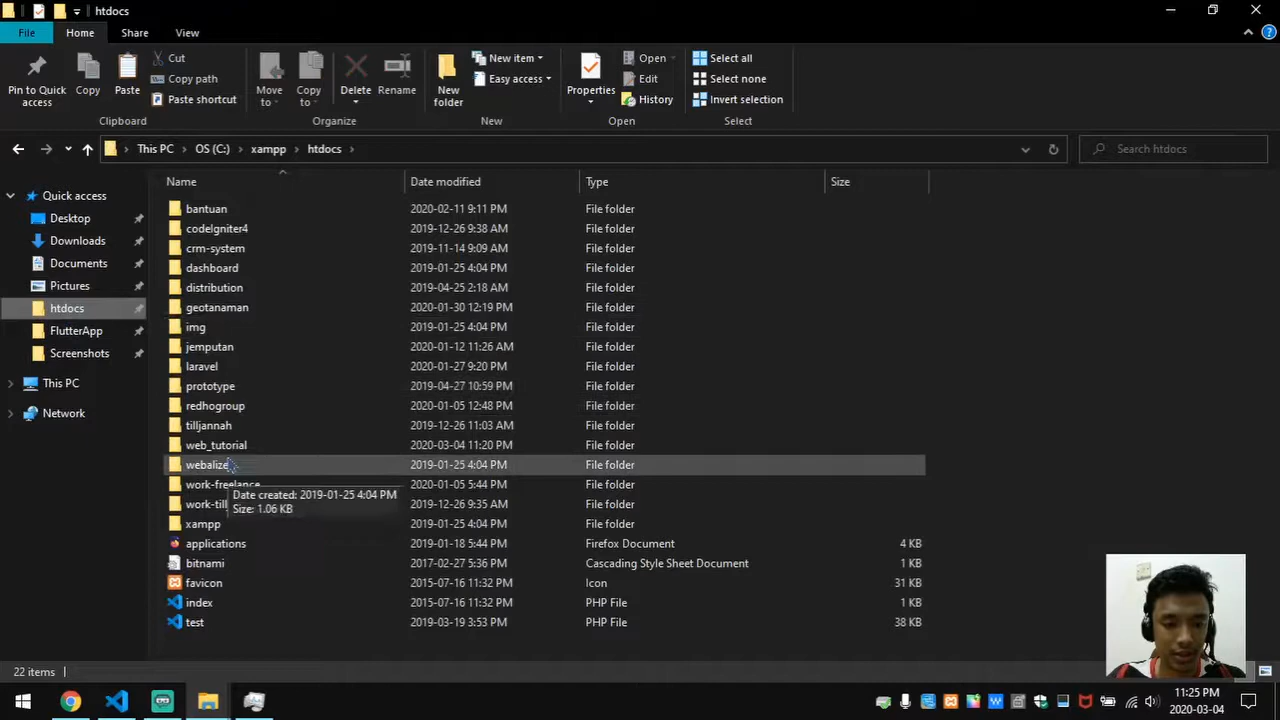 htdocs
File Home Share View
Pin to Quick access
Copy
Paste
Cut
Copy path
Paste shortcut
Clipboard
Move to
Copy to
Delete
Rename
Organize
New folder
New item
Easy access
New
Properties
Open
Edit
History
Open
Select all
Select none
Invert selection
Select
This PC > OS (C:) > xampp > htdocs >
Search htdocs
Quick access
Desktop
Downloads
Documents
Pictures
htdocs
FlutterApp
Screenshots
This PC
Network
Name Date modified Type Size
bantuan 2020-02-11 9:11 PM File folder
codeIgniter4 2019-12-26 9:38 AM File folder
crm-system 2019-11-14 9:09 AM File folder
dashboard 2019-01-25 4:04 PM File folder
distribution 2019-04-25 2:18 AM File folder
geotanaman 2020-01-30 12:19 PM File folder
img 2019-01-25 4:04 PM File folder
jemputan 2020-01-12 11:26 AM File folder
laravel 2020-01-27 9:20 PM File folder
prototype 2019-04-27 10:59 PM File folder
redhogroup 2020-01-05 12:48 PM File folder
tilljannah 2019-12-26 11:03 AM File folder
web_tutorial 2020-03-04 11:20 PM File folder
webalize 2019-01-25 4:04 PM File folder
work-freelance 2020-01-05 5:44 PM File folder
work-till 2019-12-26 9:35 AM File folder
Date created: 2019-01-25 4:04 PM
Size: 1.06 KB
xampp 2019-01-25 4:04 PM File folder
applications 2019-01-18 5:44 PM Firefox Document 4 KB
bitnami 2017-02-27 5:36 PM Cascading Style Sheet Document 1 KB
favicon 2015-07-16 11:32 PM Icon 31 KB
index 2015-07-16 11:32 PM PHP File 1 KB
test 2019-03-19 3:53 PM PHP File 38 KB
22 items
11:25 PM
2020-03-04